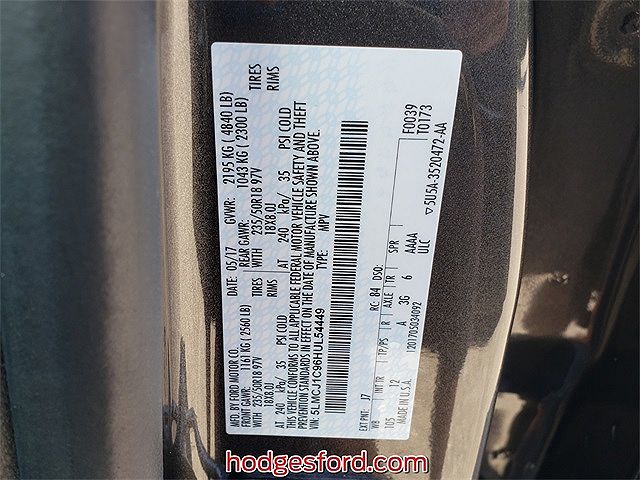 MFD. BY FORD MOTOR CO.
DATE: 05/17 GVWR: 2195 KG ( 4840 LB)
FRONT GAWR: 1161 KG ( 2560 LB) REAR GAWR: 1043 KG ( 2300 LB)
WITH 235/50R18 97V TIRES WITH 235/50R18 97V TIRES
18X8.0J RIMS 18X8.0J RIMS
AT 240 kPa/ 35 PSI COLD AT 240 kPa/ 35 PSI COLD
THIS VEHICLE CONFORMS TO ALL APPLICABLE FEDERAL MOTOR VEHICLE SAFETY AND THEFT
PREVENTION STANDARDS IN EFFECT ON THE DATE OF MANUFACTURE SHOWN ABOVE.
VIN: 5LMCJ1C96HUL54449 TYPE: MPV
EXT PNT: J7 RC: 84 DSO: F0039
T0173
WB INT TR TP/PS R AXLE TR SPR
105 12 A 3G 6 AAAA
ULC
MADE IN U.S.A. 1201705034092 ▽5U5A-3520472-AA
hodgesford.com